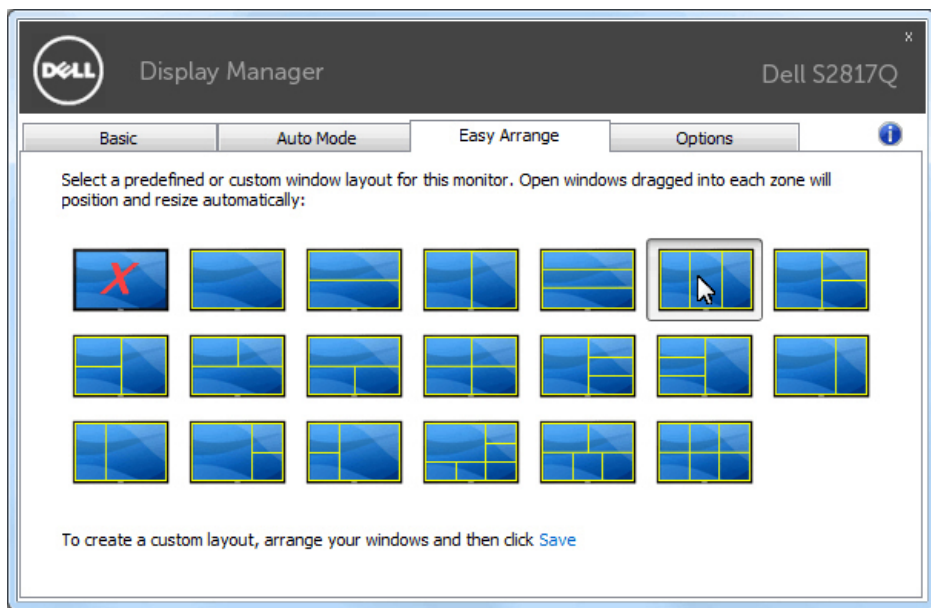 x
DELL
Display Manager
Dell S2817Q
Basic
Auto Mode
Easy Arrange
Options
i
Select a predefined or custom window layout for this monitor. Open windows dragged into each zone will
position and resize automatically:
X
To create a custom layout, arrange your windows and then click Save